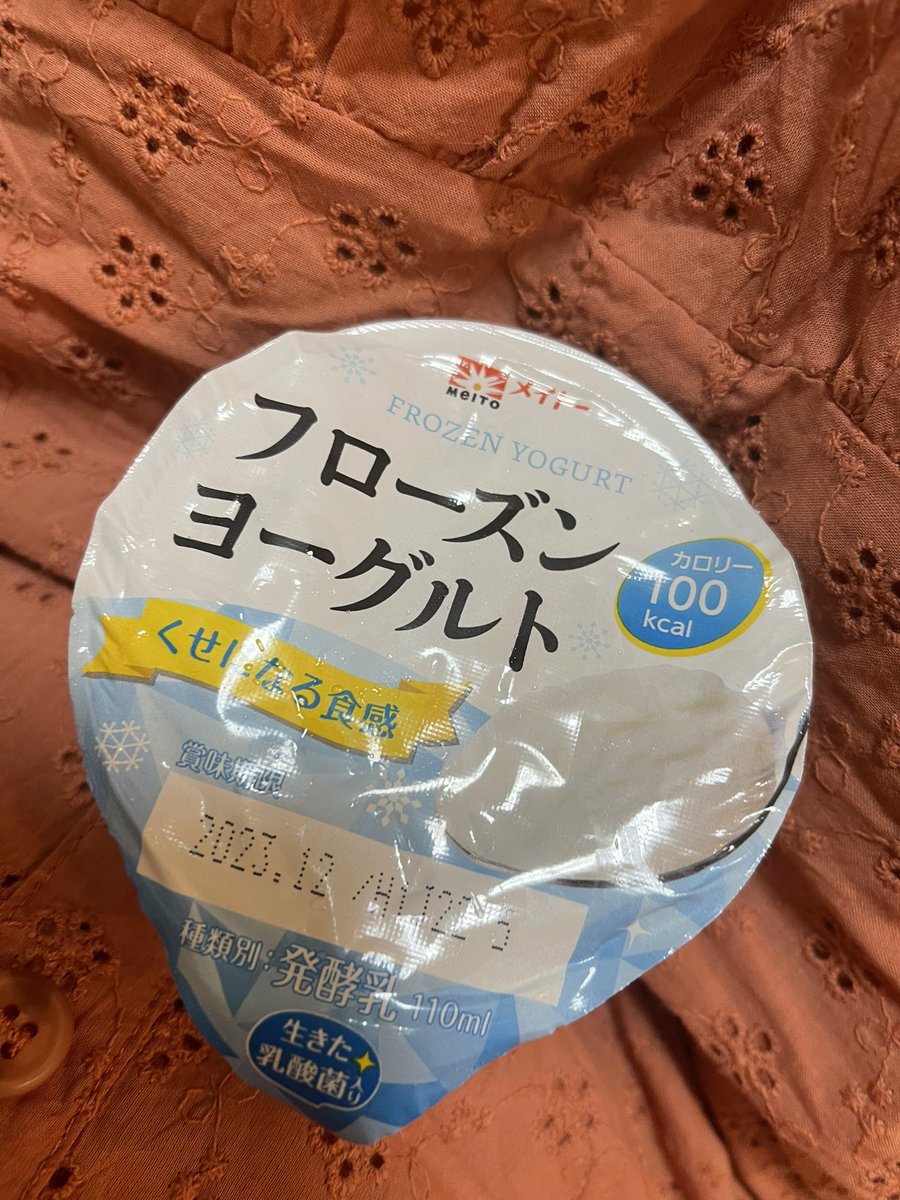 MeiTO メイトー
FROZEN YOGURT
フローズン
ヨーグルト
カロリー
100
kcal
くせになる食感
賞味期限
2023.12
種類別:発酵乳 110ml
生きた
乳酸菌入り